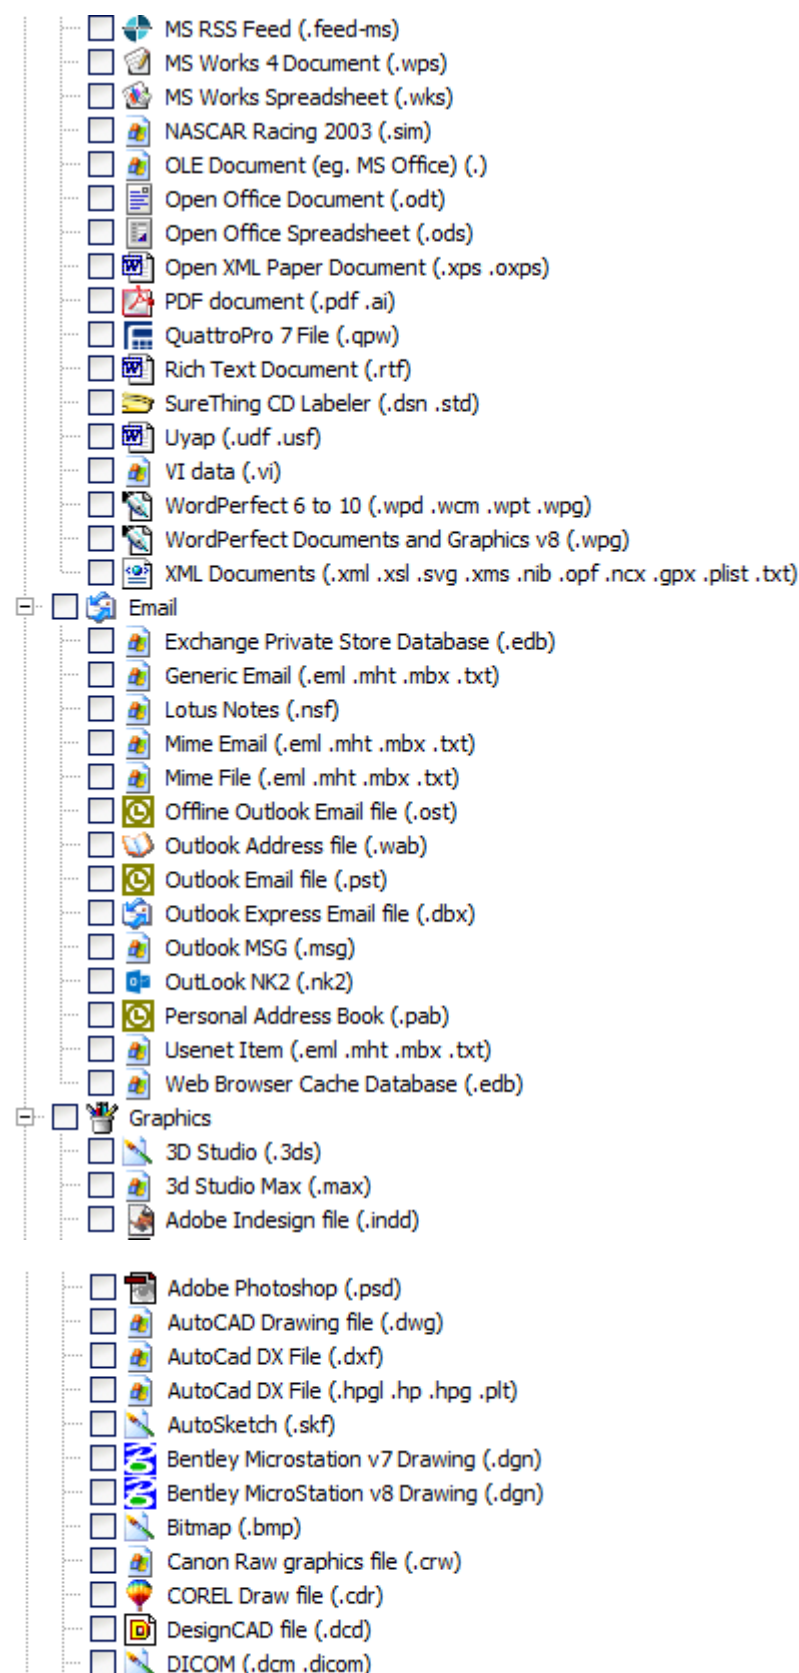 MS RSS Feed (.feed-ms)
MS Works 4 Document (.wps)
MS Works Spreadsheet (.wks)
NASCAR Racing 2003 (.sim)
OLE Document (eg. MS Office) (.)
Open Office Document (.odt)
Open Office Spreadsheet (.ods)
Open XML Paper Document (.xps .oxps)
PDF document (.pdf .ai)
QuattroPro 7 File (.qpw)
Rich Text Document (.rtf)
SureThing CD Labeler (.dsn .std)
Uyap (.udf .usf)
VI data (.vi)
WordPerfect 6 to 10 (.wpd .wcm .wpt .wpg)
WordPerfect Documents and Graphics v8 (.wpg)
XML Documents (.xml .xsl .svg .xms .nib .opf .ncx .gpx .plist .txt)
Email
Exchange Private Store Database (.edb)
Generic Email (.eml .mht .mbx .txt)
Lotus Notes (.nsf)
Mime Email (.eml .mht .mbx .txt)
Mime File (.eml .mht .mbx .txt)
Offline Outlook Email file (.ost)
Outlook Address file (.wab)
Outlook Email file (.pst)
Outlook Express Email file (.dbx)
Outlook MSG (.msg)
OutLook NK2 (.nk2)
Personal Address Book (.pab)
Usenet Item (.eml .mht .mbx .txt)
Web Browser Cache Database (.edb)
Graphics
3D Studio (.3ds)
3d Studio Max (.max)
Adobe Indesign file (.indd)
Adobe Photoshop (.psd)
AutoCAD Drawing file (.dwg)
AutoCad DX File (.dxf)
AutoCad DX File (.hpgl .hp .hpg .plt)
AutoSketch (.skf)
Bentley Microstation v7 Drawing (.dgn)
Bentley MicroStation v8 Drawing (.dgn)
Bitmap (.bmp)
Canon Raw graphics file (.crw)
COREL Draw file (.cdr)
DesignCAD file (.dcd)
DICOM (.dcm .dicom)